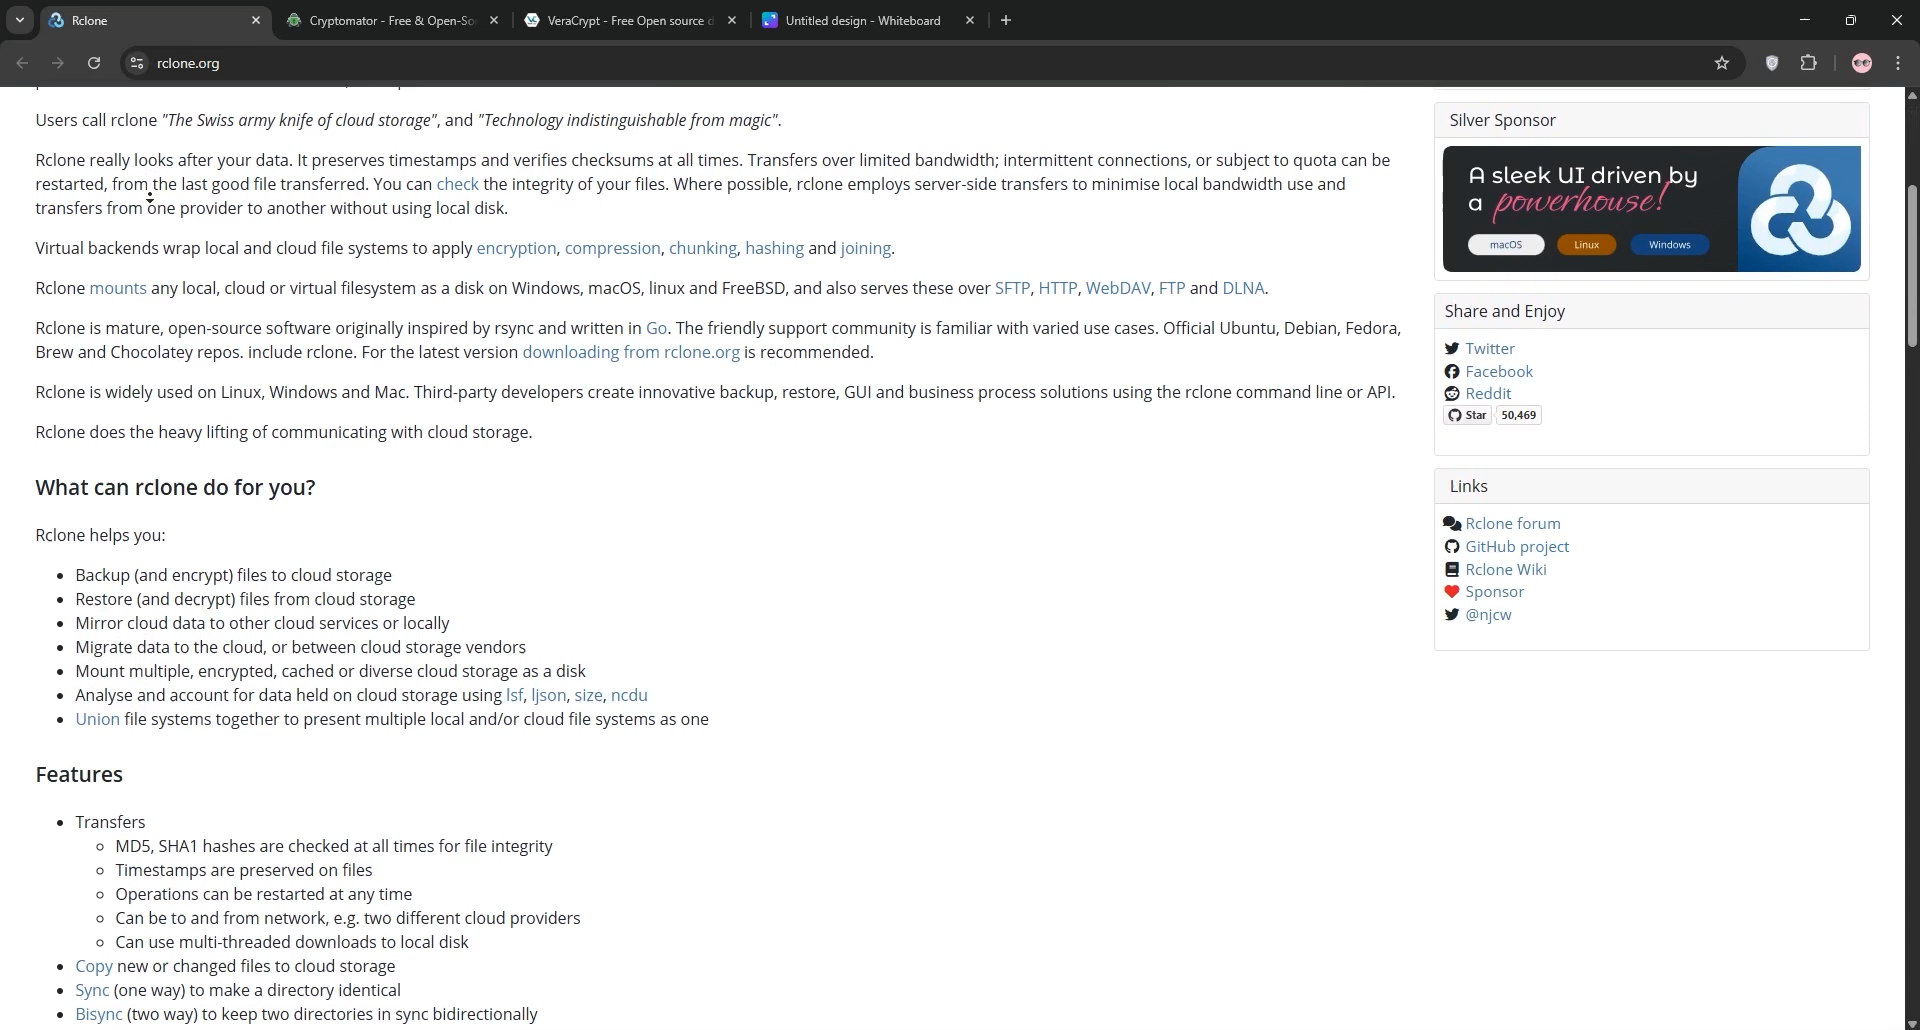 Rclone
Cryptomator - Free & Open-So
VeraCrypt - Free Open source d
Untitled design - Whiteboard
rclone.org
Users call rclone "The Swiss army knife of cloud storage", and "Technology indistinguishable from magic".
Rclone really looks after your data. It preserves timestamps and verifies checksums at all times. Transfers over limited bandwidth; intermittent connections, or subject to quota can be
restarted, from the last good file transferred. You can check the integrity of your files. Where possible, rclone employs server-side transfers to minimise local bandwidth use and
transfers from one provider to another without using local disk.
Virtual backends wrap local and cloud file systems to apply encryption, compression, chunking, hashing and joining.
Rclone mounts any local, cloud or virtual filesystem as a disk on Windows, macOS, linux and FreeBSD, and also serves these over SFTP, HTTP, WebDAV, FTP and DLNA.
Rclone is mature, open-source software originally inspired by rsync and written in Go. The friendly support community is familiar with varied use cases. Official Ubuntu, Debian, Fedora,
Brew and Chocolatey repos. include rclone. For the latest version downloading from rclone.org is recommended.
Rclone is widely used on Linux, Windows and Mac. Third-party developers create innovative backup, restore, GUI and business process solutions using the rclone command line or API.
Rclone does the heavy lifting of communicating with cloud storage.
What can rclone do for you?
Rclone helps you:
• Backup (and encrypt) files to cloud storage
• Restore (and decrypt) files from cloud storage
• Mirror cloud data to other cloud services or locally
• Migrate data to the cloud, or between cloud storage vendors
• Mount multiple, encrypted, cached or diverse cloud storage as a disk
• Analyse and account for data held on cloud storage using lsf, ljson, size, ncdu
• Union file systems together to present multiple local and/or cloud file systems as one
Features
• Transfers
◦ MD5, SHA1 hashes are checked at all times for file integrity
◦ Timestamps are preserved on files
◦ Operations can be restarted at any time
◦ Can be to and from network, e.g. two different cloud providers
◦ Can use multi-threaded downloads to local disk
• Copy new or changed files to cloud storage
• Sync (one way) to make a directory identical
• Bisync (two way) to keep two directories in sync bidirectionally
Silver Sponsor
A sleek UI driven by
a powerhouse!
macOS
Linux
Windows
Share and Enjoy
Twitter
Facebook
Reddit
Star 50,469
Links
Rclone forum
GitHub project
Rclone Wiki
Sponsor
@njcw